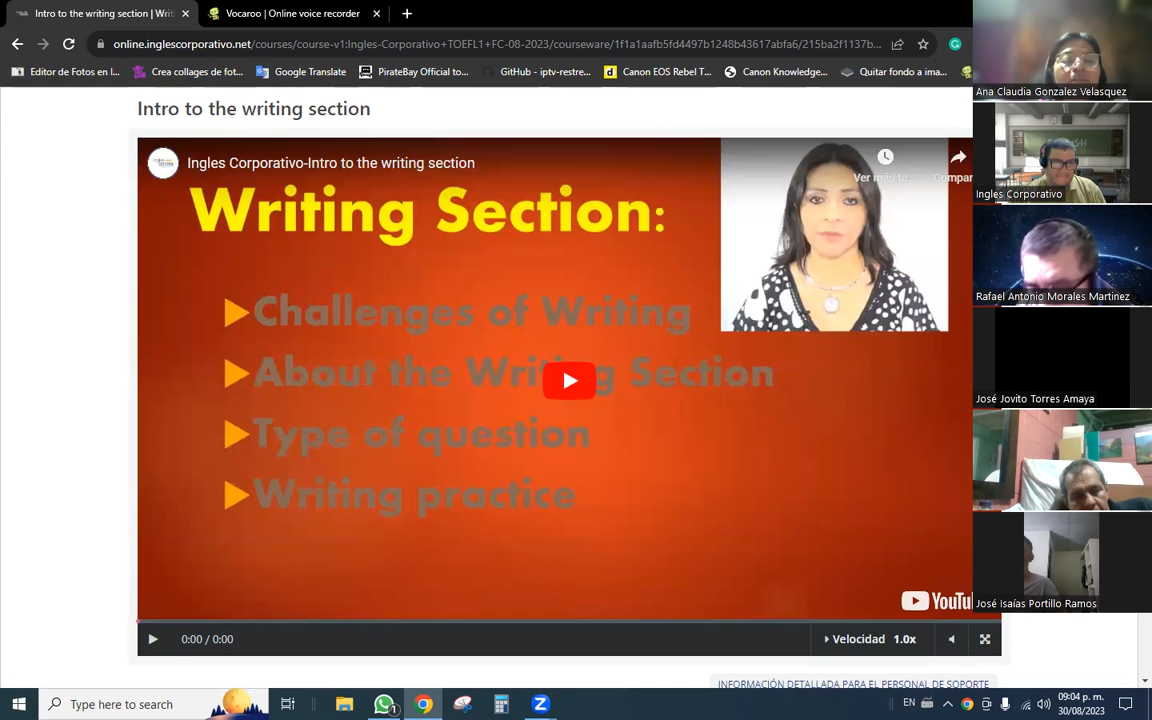 Intro to the writing section | Writ
Vocaroo | Online voice recorder
online.inglescorporativo.net/courses/course-v1:Ingles-Corporativo+TOEFL1+FC-08-2023/courseware/1f1a1aafb5fd4497b1248b43617abfa6/215ba2f1137b...
Editor de Fotos en l...
Crea collages de fot...
Google Translate
PirateBay Official to...
GitHub - iptv-restre...
Canon EOS Rebel T...
Canon Knowledge...
Quitar fondo a ima...
Intro to the writing section
Ingles Corporativo-Intro to the writing section
Ver más ta...
Compar
Writing Section:
Challenges of Writing
About the Writing Section
Type of question
Writing practice
YouTu
0:00 / 0:00
Velocidad 1.0x
INFORMACIÓN DETALLADA PARA EL PERSONAL DE SOPORTE
Ana Claudia Gonzalez Velasquez
Ingles Corporativo
Rafael Antonio Morales Martinez
José Jovito Torres Amaya
José Isaías Portillo Ramos
Type here to search
1
EN
09:04 p. m.
30/08/2023